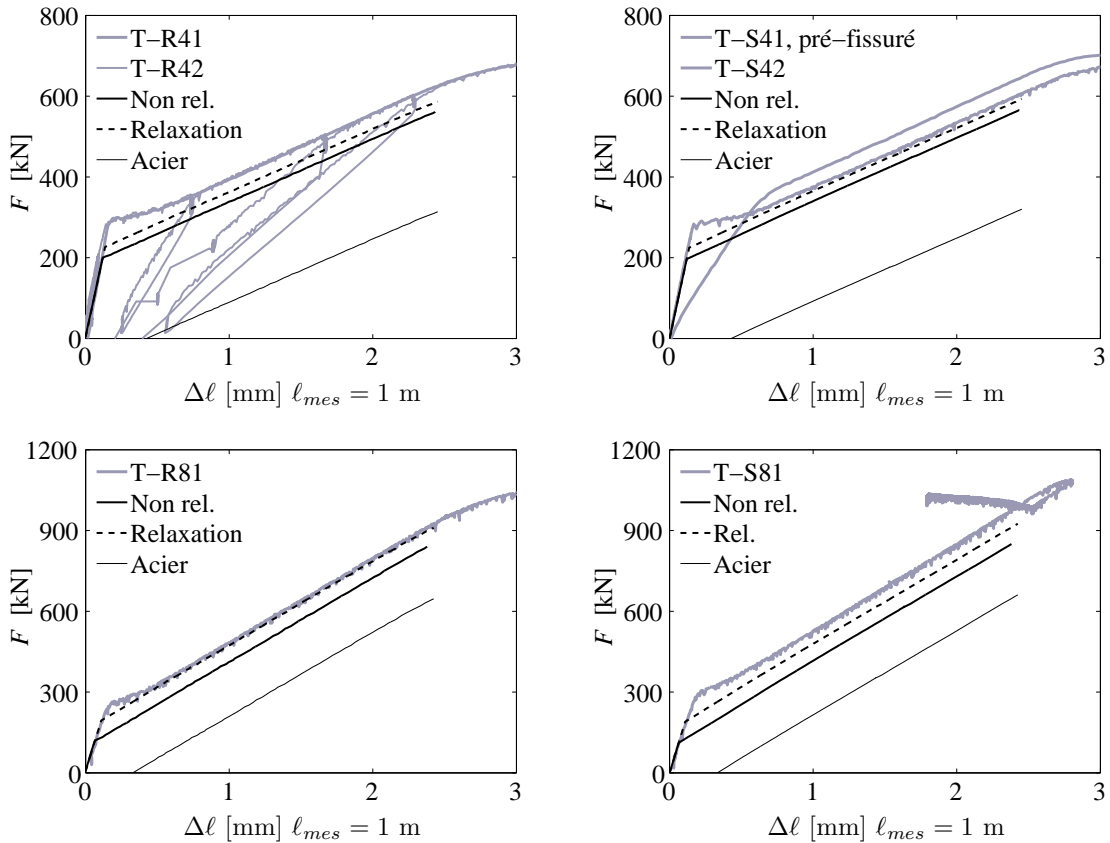 800
T–R41
T–R42
Non rel.
Relaxation
Acier
600
400
200
0
F [kN]
0 1 2 3
Δℓ [mm] ℓmes = 1 m
800
T–S41, pré–fissuré
T–S42
Non rel.
Relaxation
Acier
600
400
200
0
F [kN]
0 1 2 3
Δℓ [mm] ℓmes = 1 m
1200
T–R81
Non rel.
Relaxation
Acier
900
600
300
0
F [kN]
0 1 2 3
Δℓ [mm] ℓmes = 1 m
1200
T–S81
Non rel.
Rel.
Acier
900
600
300
0
F [kN]
0 1 2 3
Δℓ [mm] ℓmes = 1 m